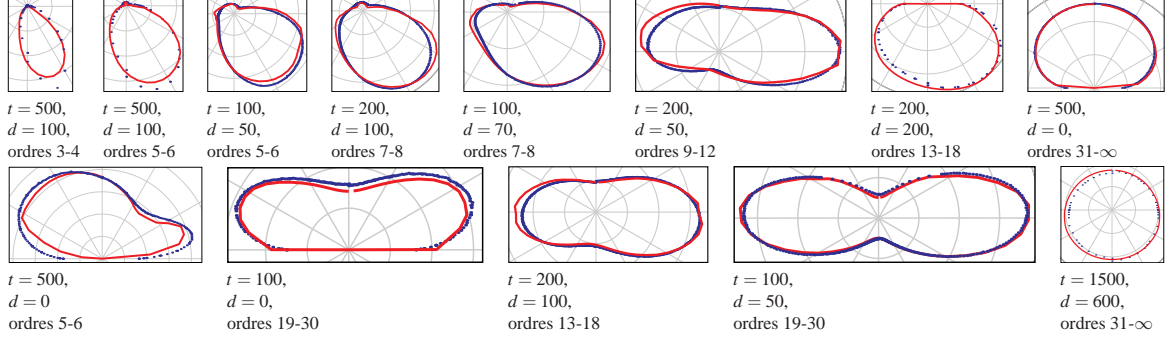 t = 500,
d = 100,
ordres 3-4
t = 500,
d = 100,
ordres 5-6
t = 100,
d = 50,
ordres 5-6
t = 200,
d = 100,
ordres 7-8
t = 100,
d = 70,
ordres 7-8
t = 200,
d = 50,
ordres 9-12
t = 200,
d = 200,
ordres 13-18
t = 500,
d = 0,
ordres 31-∞
t = 500,
d = 0
ordres 5-6
t = 100,
d = 0,
ordres 19-30
t = 200,
d = 100,
ordres 13-18
t = 100,
d = 50,
ordres 19-30
t = 1500,
d = 600,
ordres 31-∞